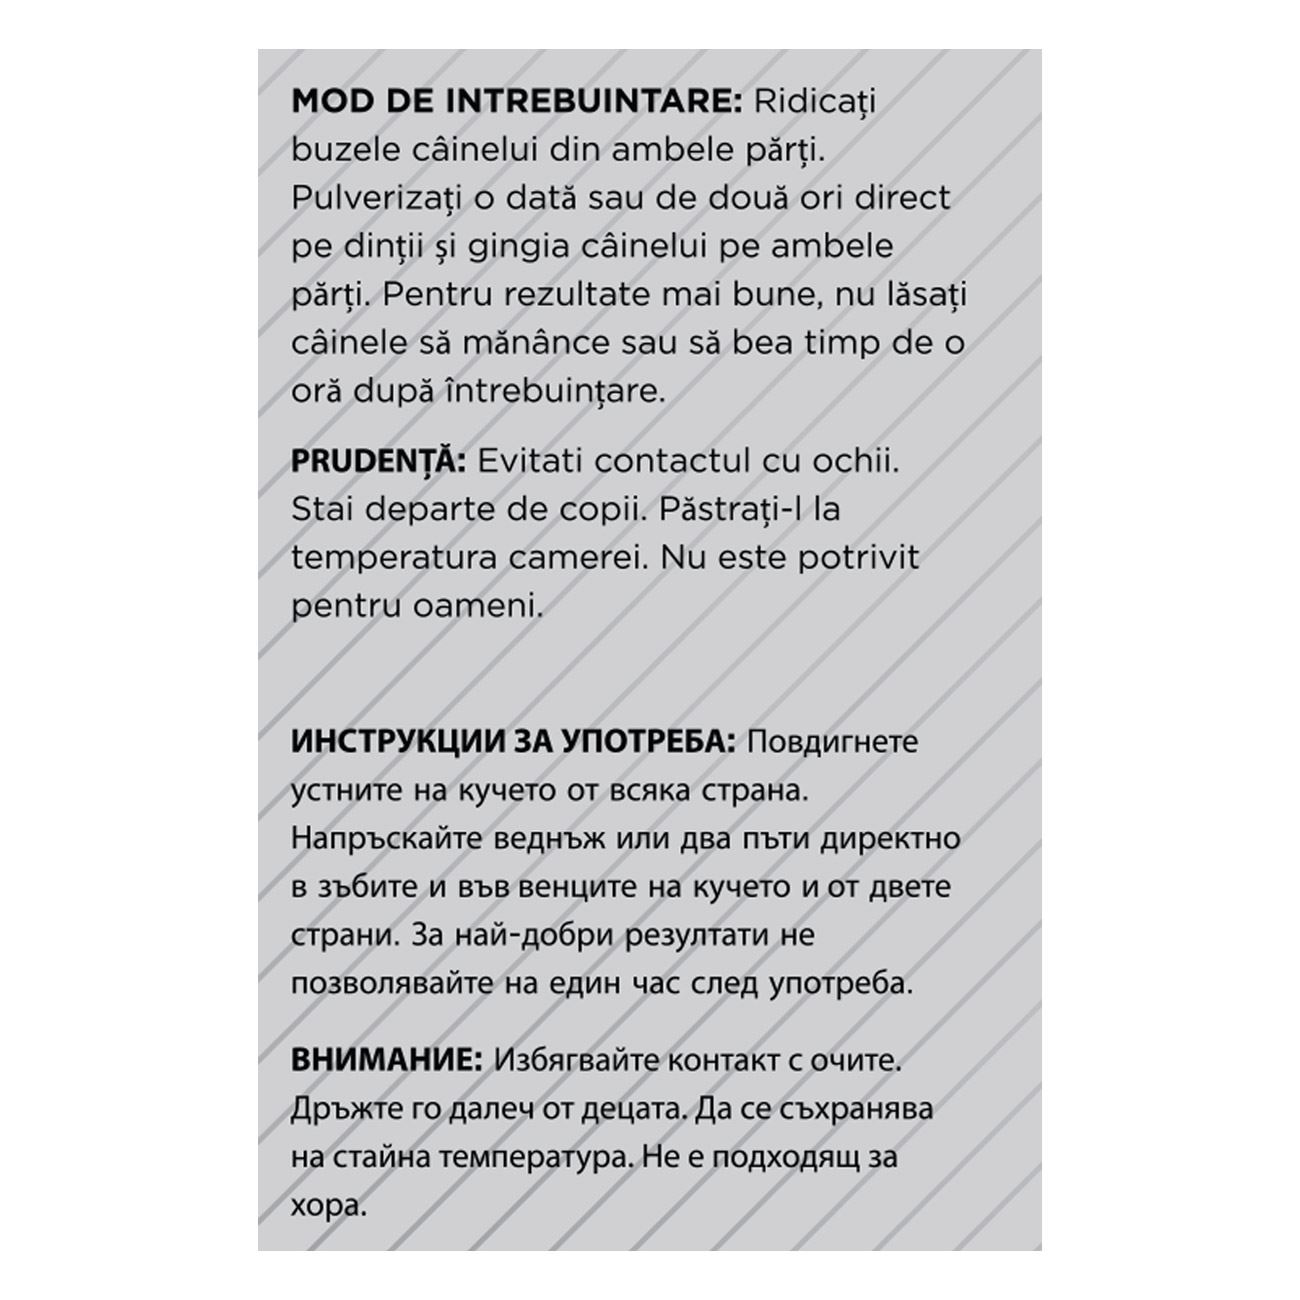 MOD DE INTREBUINTARE: Ridicați
buzele câinelui din ambele părți.
Pulverizați o dată sau de două ori direct
pe dinții și gingia câinelui pe ambele
părți. Pentru rezultate mai bune, nu lăsați
câinele să mănânce sau să bea timp de o
oră după întrebuințare.
PRUDENȚĂ: Evitati contactul cu ochii.
Stai departe de copii. Păstrați-l la
temperatura camerei. Nu este potrivit
pentru oameni.
ИНСТРУКЦИИ ЗА УПОТРЕБА: Повдигнете
устните на кучето от всяка страна.
Напръскайте веднъж или два пъти директно
в зъбите и във венците на кучето и от двете
страни. За най-добри резултати не
позволявайте на един час след употреба.
ВНИМАНИЕ: Избягвайте контакт с очите.
Дръжте го далеч от децата. Да се съхранява
на стайна температура. Не е подходящ за
хора.